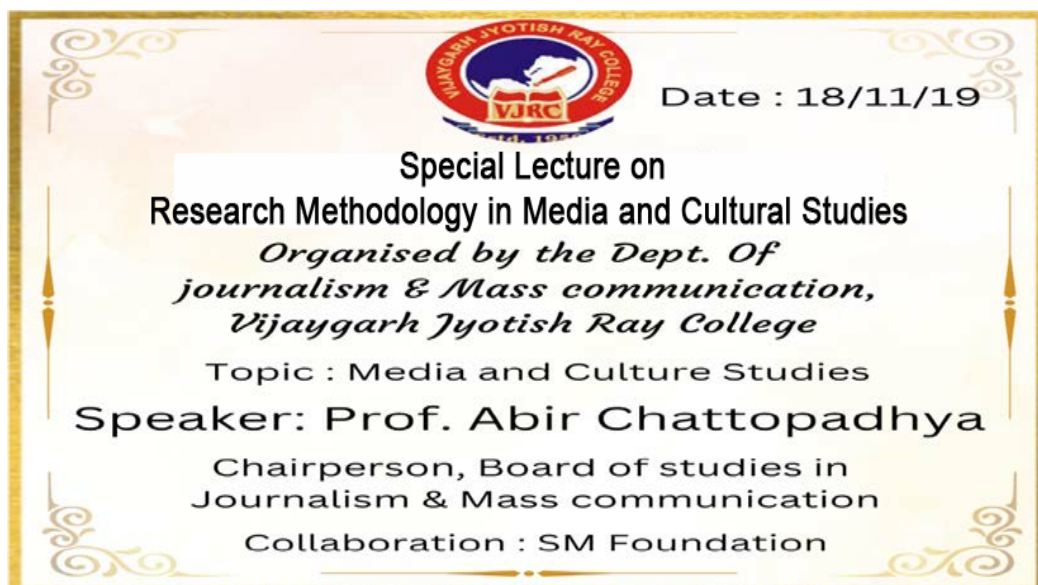 VIJAYGARH JYOTISH RAY COLLEGE
VJRC
Estd. 1950
Date : 18/11/19
Special Lecture on
Research Methodology in Media and Cultural Studies
Organised by the Dept. Of
journalism & Mass communication,
Vijaygarh Jyotish Ray College
Topic : Media and Culture Studies
Speaker: Prof. Abir Chattopadhya
Chairperson, Board of studies in
Journalism & Mass communication
Collaboration : SM Foundation